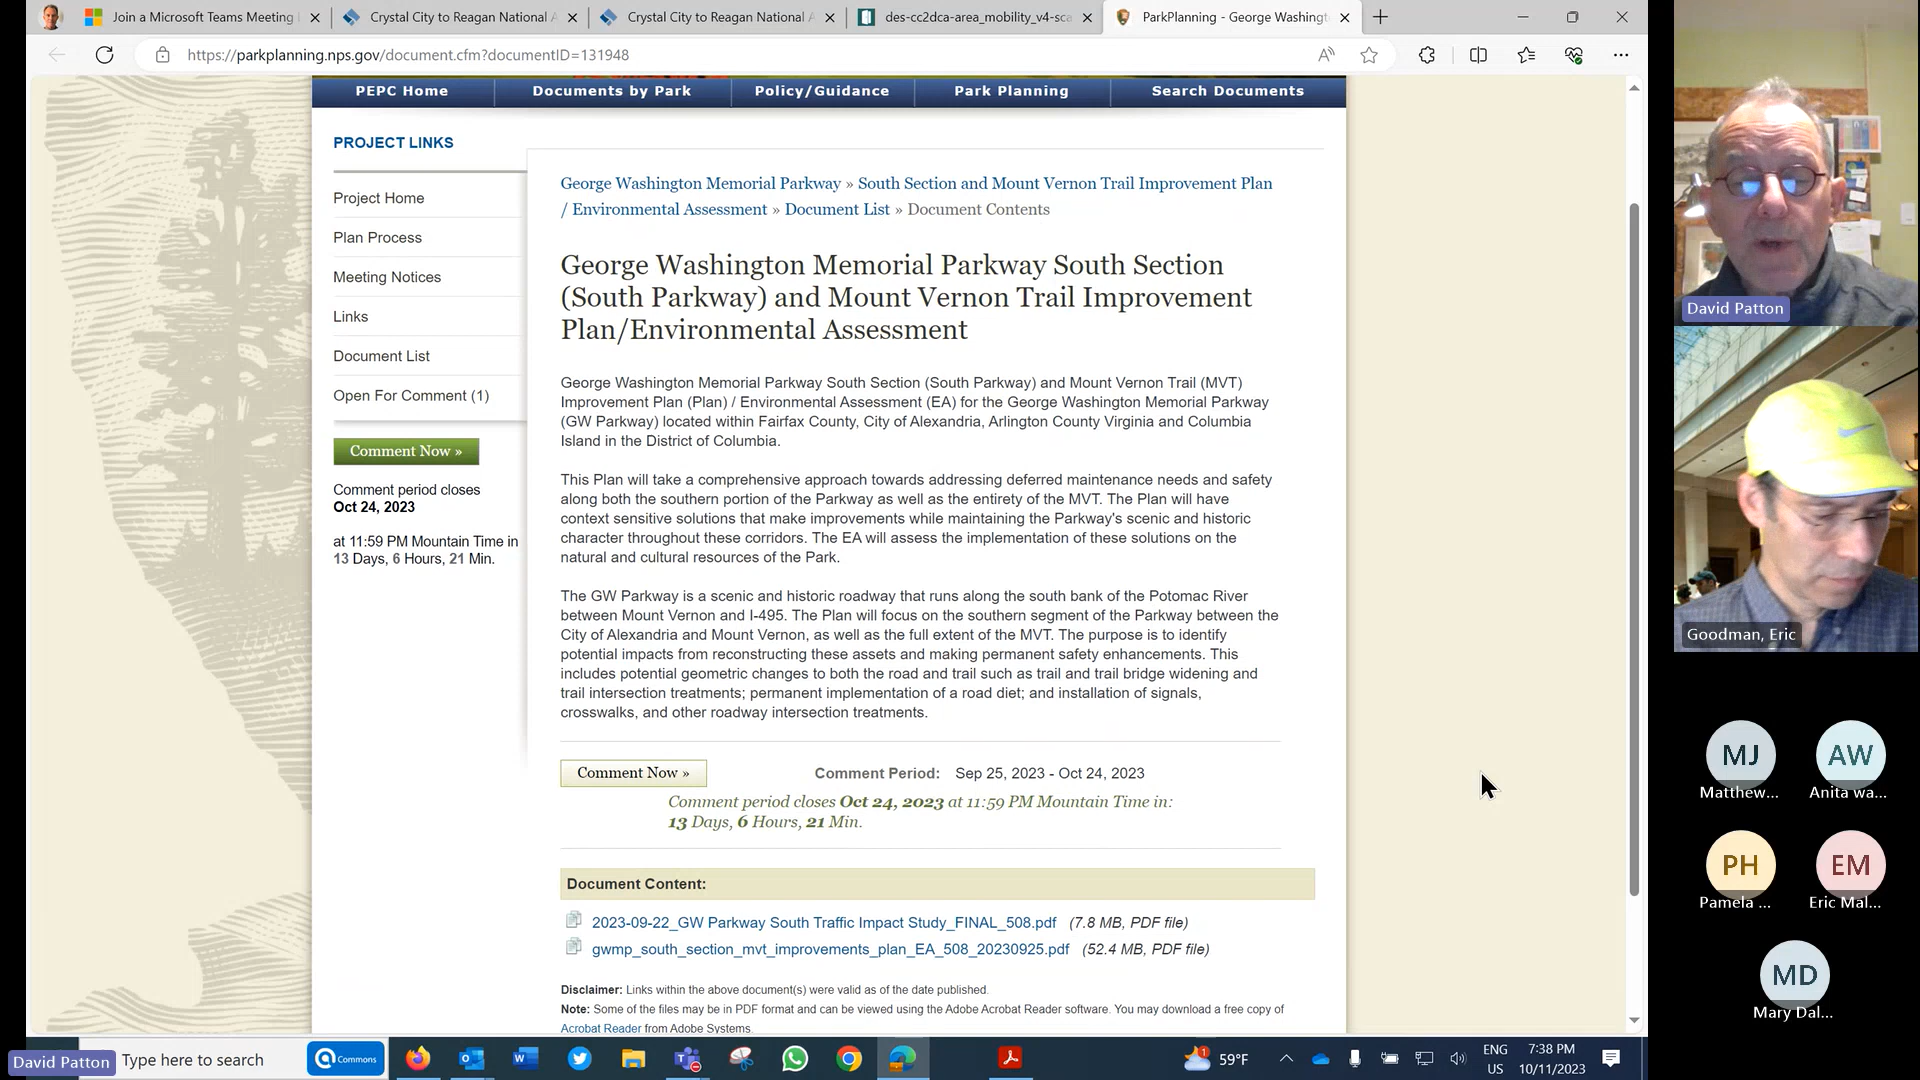 Join a Microsoft Teams Meeting
Crystal City to Reagan National A
Crystal City to Reagan National A
des-cc2dca-area_mobility_v4-sca
ParkPlanning - George Washingt
https://parkplanning.nps.gov/document.cfm?documentID=131948
PEPC Home
Documents by Park
Policy/Guidance
Park Planning
Search Documents
PROJECT LINKS
Project Home
Plan Process
Meeting Notices
Links
Document List
Open For Comment (1)
Comment Now »
Comment period closes
Oct 24, 2023
at 11:59 PM Mountain Time in
13 Days, 6 Hours, 21 Min.
George Washington Memorial Parkway » South Section and Mount Vernon Trail Improvement Plan
/ Environmental Assessment » Document List » Document Contents
George Washington Memorial Parkway South Section
(South Parkway) and Mount Vernon Trail Improvement
Plan/Environmental Assessment
George Washington Memorial Parkway South Section (South Parkway) and Mount Vernon Trail (MVT)
Improvement Plan (Plan) / Environmental Assessment (EA) for the George Washington Memorial Parkway
(GW Parkway) located within Fairfax County, City of Alexandria, Arlington County Virginia and Columbia
Island in the District of Columbia.
This Plan will take a comprehensive approach towards addressing deferred maintenance needs and safety
along both the southern portion of the Parkway as well as the entirety of the MVT. The Plan will have
context sensitive solutions that make improvements while maintaining the Parkway's scenic and historic
character throughout these corridors. The EA will assess the implementation of these solutions on the
natural and cultural resources of the Park.
The GW Parkway is a scenic and historic roadway that runs along the south bank of the Potomac River
between Mount Vernon and I-495. The Plan will focus on the southern segment of the Parkway between the
City of Alexandria and Mount Vernon, as well as the full extent of the MVT. The purpose is to identify
potential impacts from reconstructing these assets and making permanent safety enhancements. This
includes potential geometric changes to both the road and trail such as trail and trail bridge widening and
trail intersection treatments; permanent implementation of a road diet; and installation of signals,
crosswalks, and other roadway intersection treatments.
Comment Now »
Comment Period: Sep 25, 2023 - Oct 24, 2023
Comment period closes Oct 24, 2023 at 11:59 PM Mountain Time in:
13 Days, 6 Hours, 21 Min.
Document Content:
2023-09-22_GW Parkway South Traffic Impact Study_FINAL_508.pdf (7.8 MB, PDF file)
gwmp_south_section_mvt_improvements_plan_EA_508_20230925.pdf (52.4 MB, PDF file)
Disclaimer: Links within the above document(s) were valid as of the date published.
Note: Some of the files may be in PDF format and can be viewed using the Adobe Acrobat Reader software. You may download a free copy of
Acrobat Reader from Adobe Systems.
David Patton
Goodman, Eric
MJ
Matthew...
AW
Anita wa...
PH
Pamela ...
EM
Eric Mal...
MD
Mary Dal...
David Patton
Type here to search
Commons
1
59°F
ENG
US
7:38 PM
10/11/2023